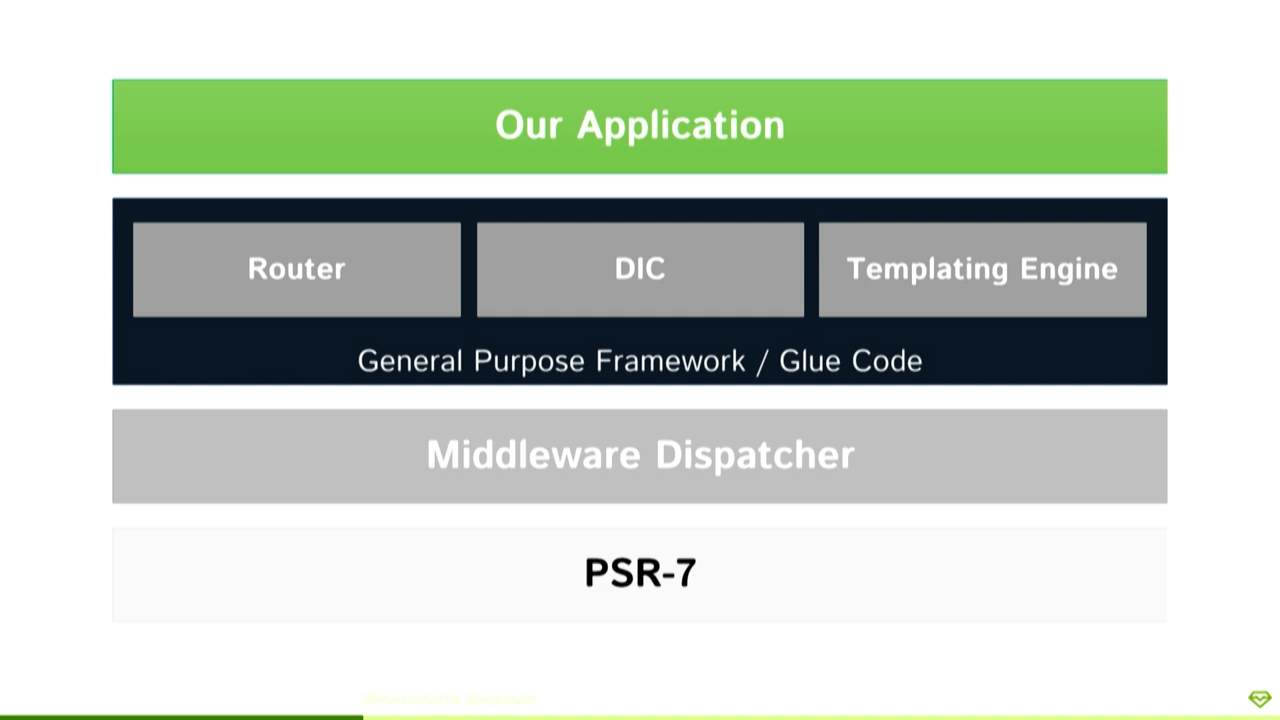 Our Application
Router
DIC
Templating Engine
General Purpose Framework / Glue Code
Middleware Dispatcher
PSR-7